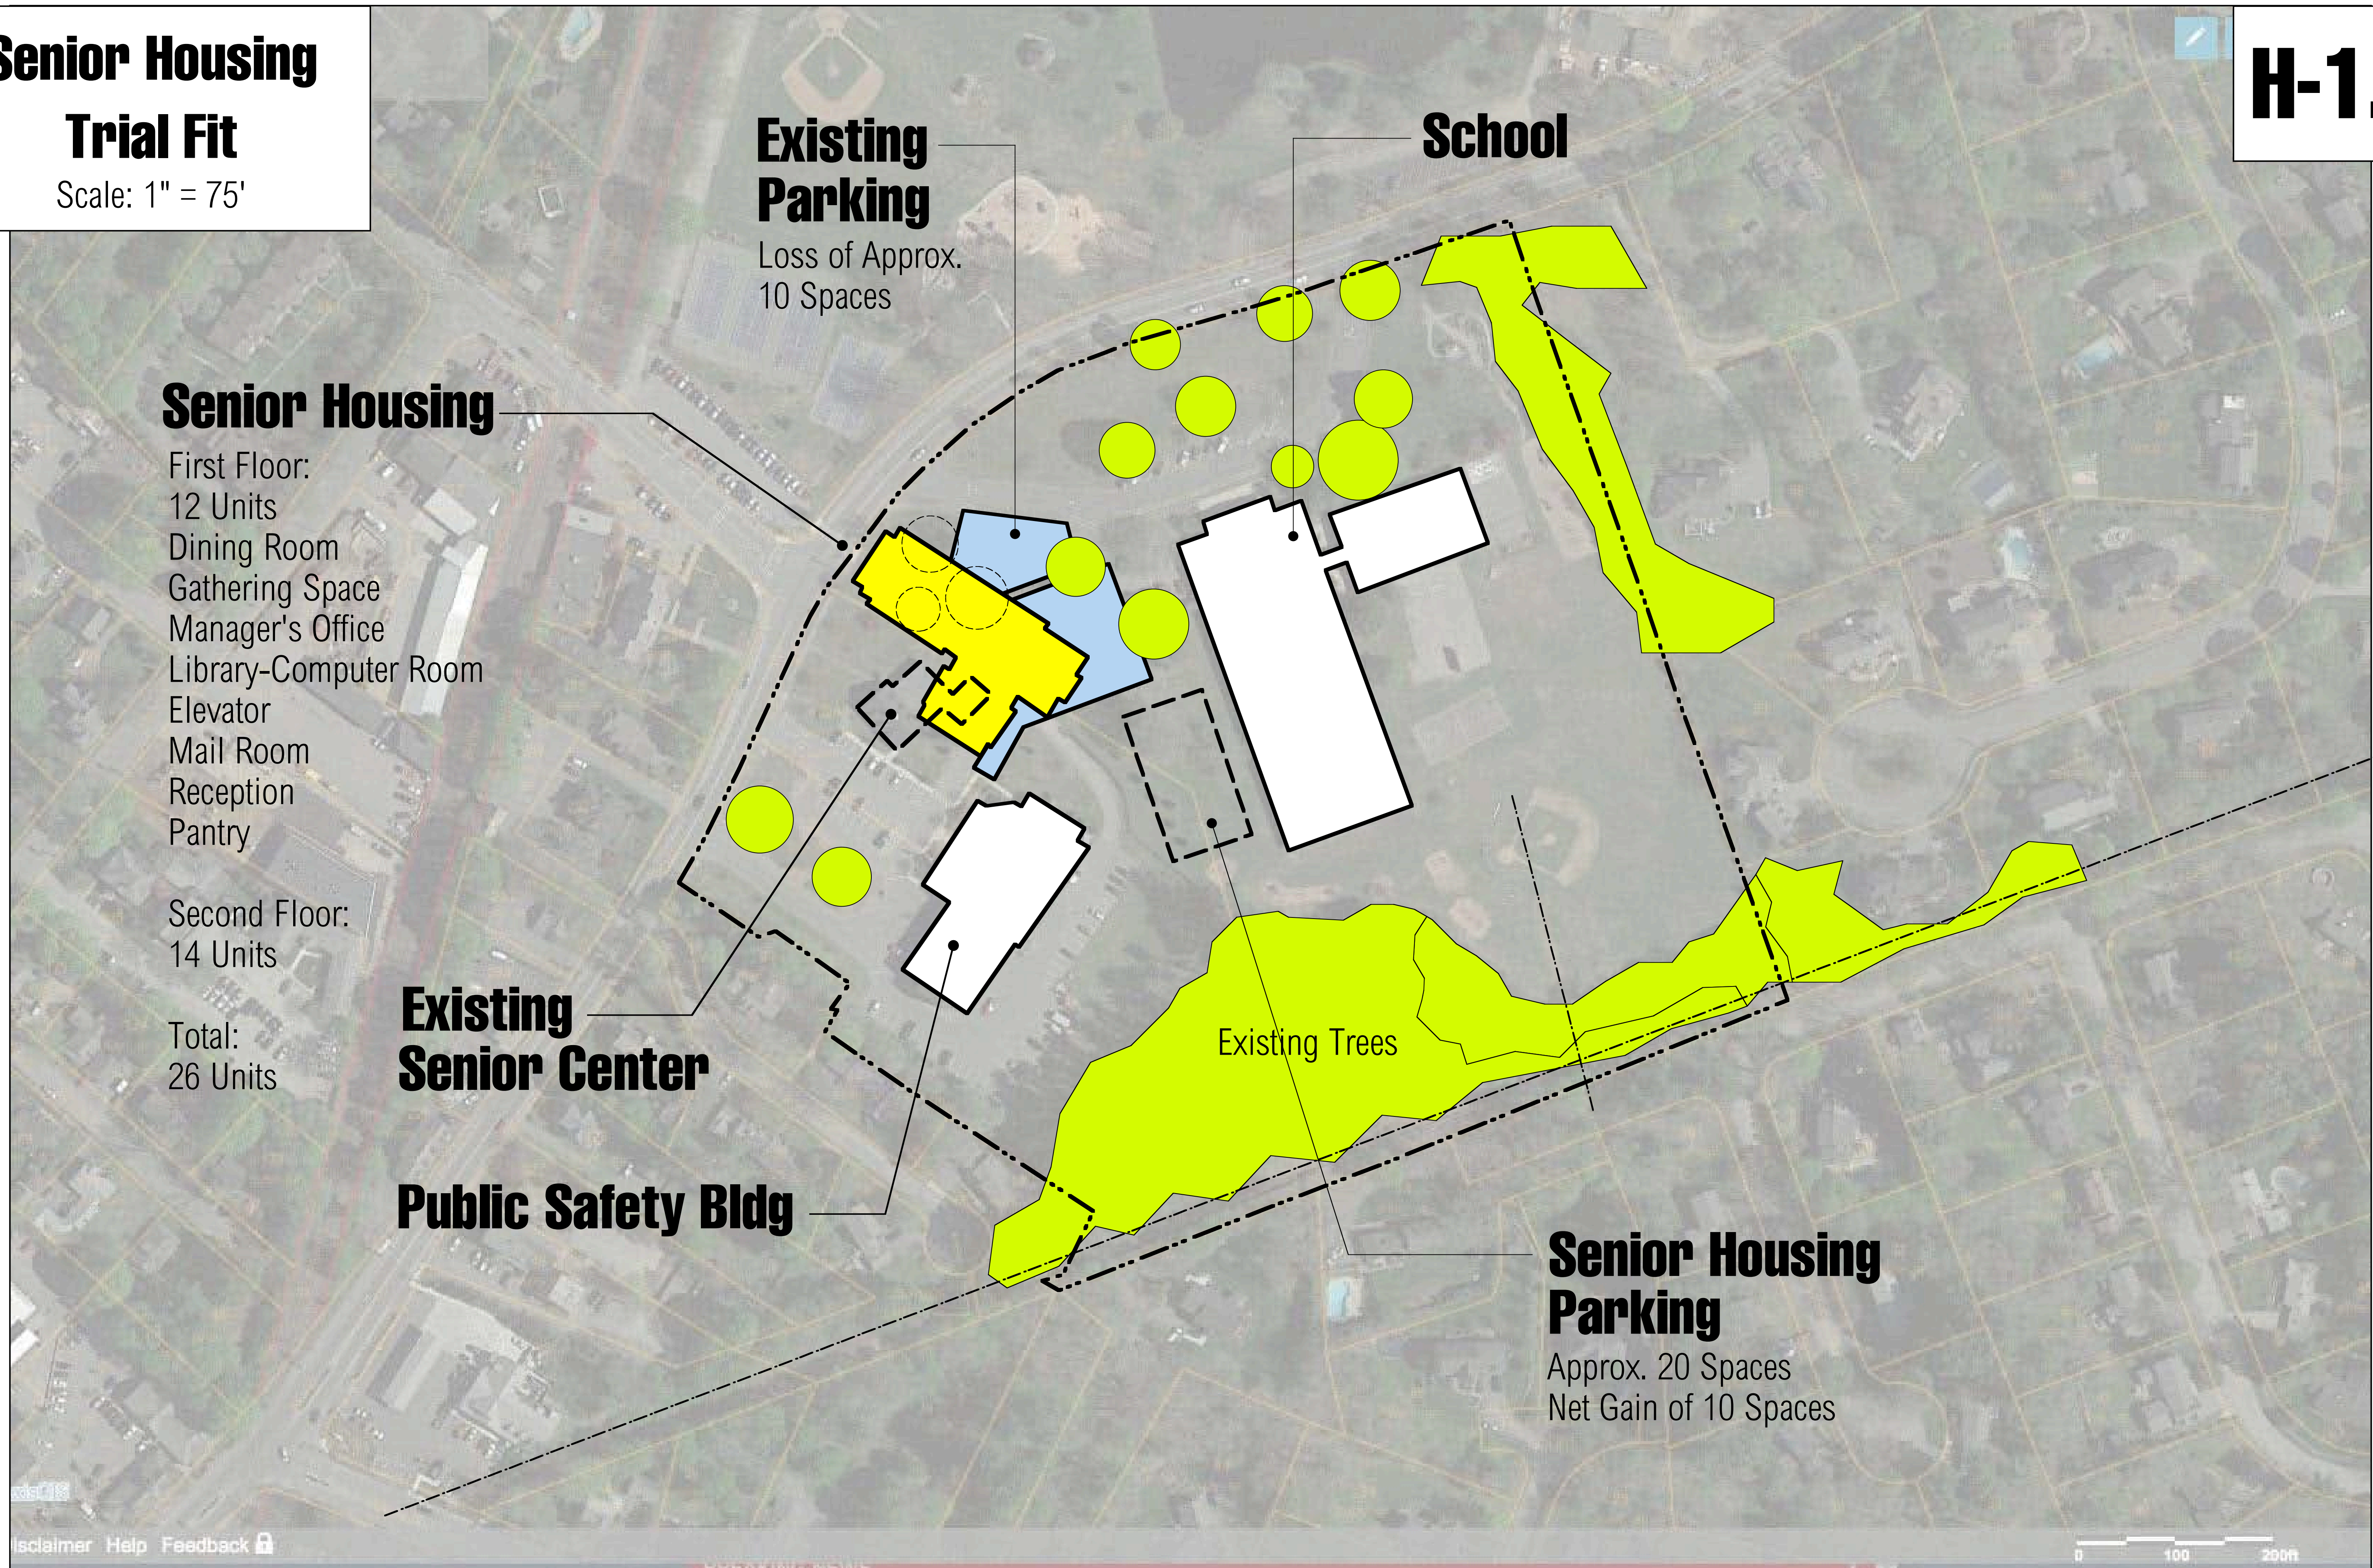 Senior Housing
Trial Fit
Scale: 1" = 75'
H-1.
Existing
Parking
Loss of Approx.
10 Spaces
School
Senior Housing
First Floor:
12 Units
Dining Room
Gathering Space
Manager's Office
Library-Computer Room
Elevator
Mail Room
Reception
Pantry
Second Floor:
14 Units
Total:
26 Units
Existing
Senior Center
Public Safety Bldg
Existing Trees
Senior Housing
Parking
Approx. 20 Spaces
Net Gain of 10 Spaces
isclaimer Help Feedback
0 100 200ft